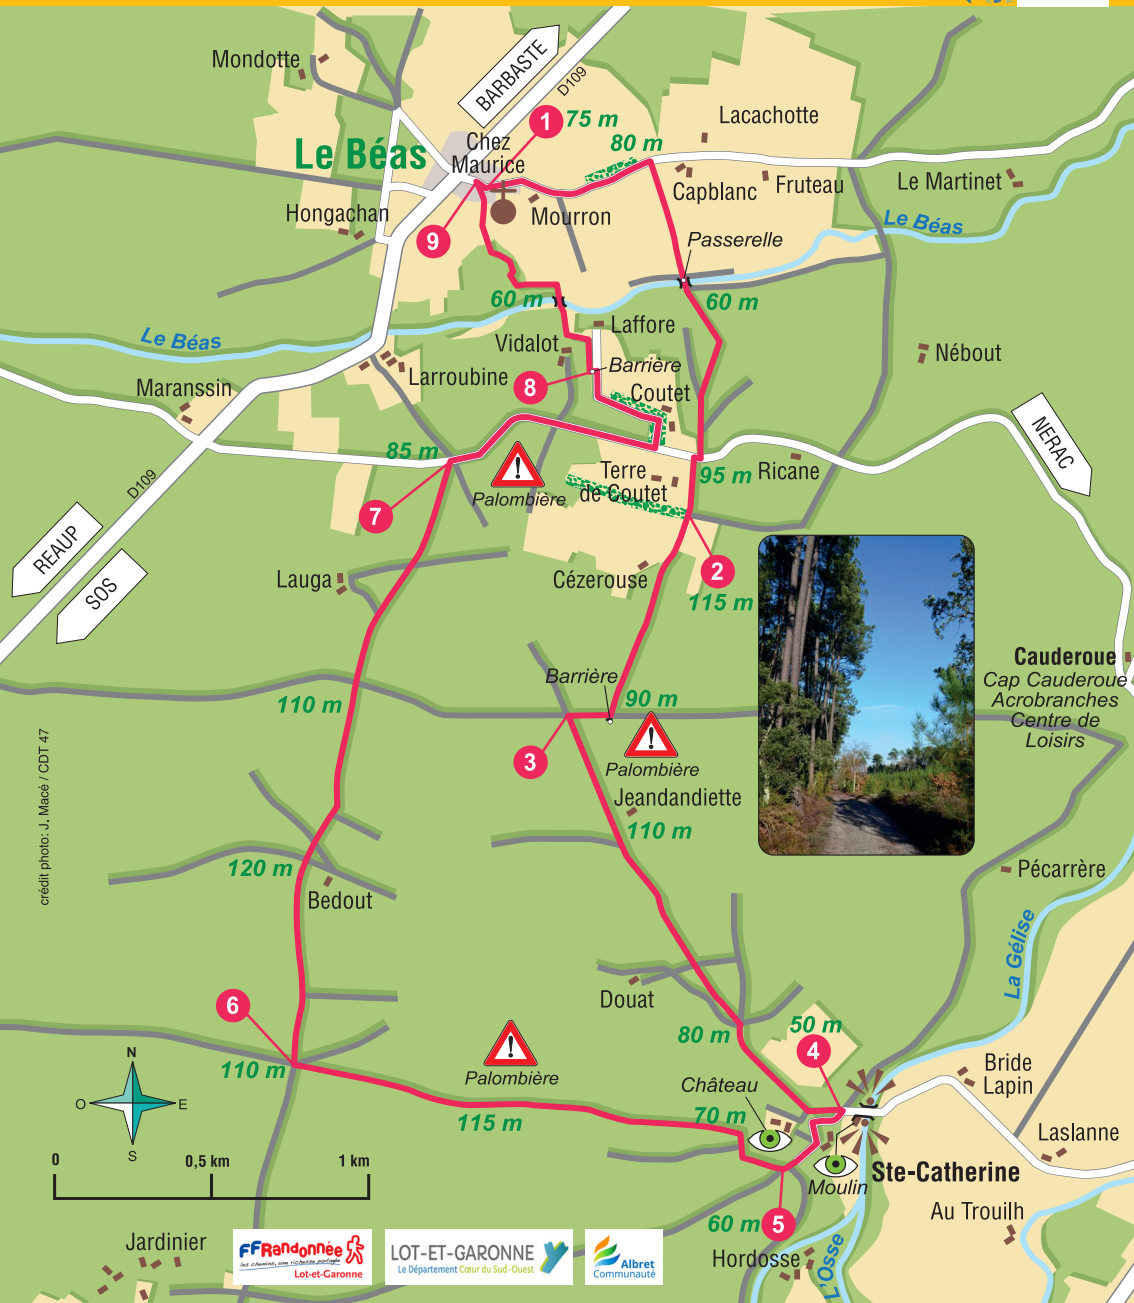 BARBASTE
D109
Mondotte
1
75 m
Lacachotte
Chez
Maurice
80 m
Le Béas
Capblanc
Fruteau
Le Martinet
Hongachan
Mourron
Le Béas
9
Passerelle
60 m
60 m
Le Béas
Laffore
Vidalot
Nébout
Larroubine
8
Barrière
Maranssin
Coutet
NERAC
85 m
D109
Palombière
Terre
de Coutet
95 m
Ricane
7
REAUP
SOS
Lauga
Cézerouse
2
115 m
Cauderoue
Cap Cauderoue
Acrobranches
Centre de
Loisirs
Barrière
90 m
110 m
3
Palombière
Jeandandiette
110 m
crédit photo: J. Macé / CDT 47
120 m
Bedout
Pécarrère
La Gélise
Douat
6
80 m
50 m
4
110 m
Palombière
115 m
Château
70 m
Bride
Lapin
Laslanne
N
O
E
S
0
0,5 km
1 km
Ste-Catherine
Moulin
Au Trouilh
60 m
5
Hordosse
L'Osse
Jardinier
FFRandonnée
les chemins, une richesse partagée
Lot-et-Garonne
LOT-ET-GARONNE
Le Département Cœur du Sud-Ouest
Albret
Communauté